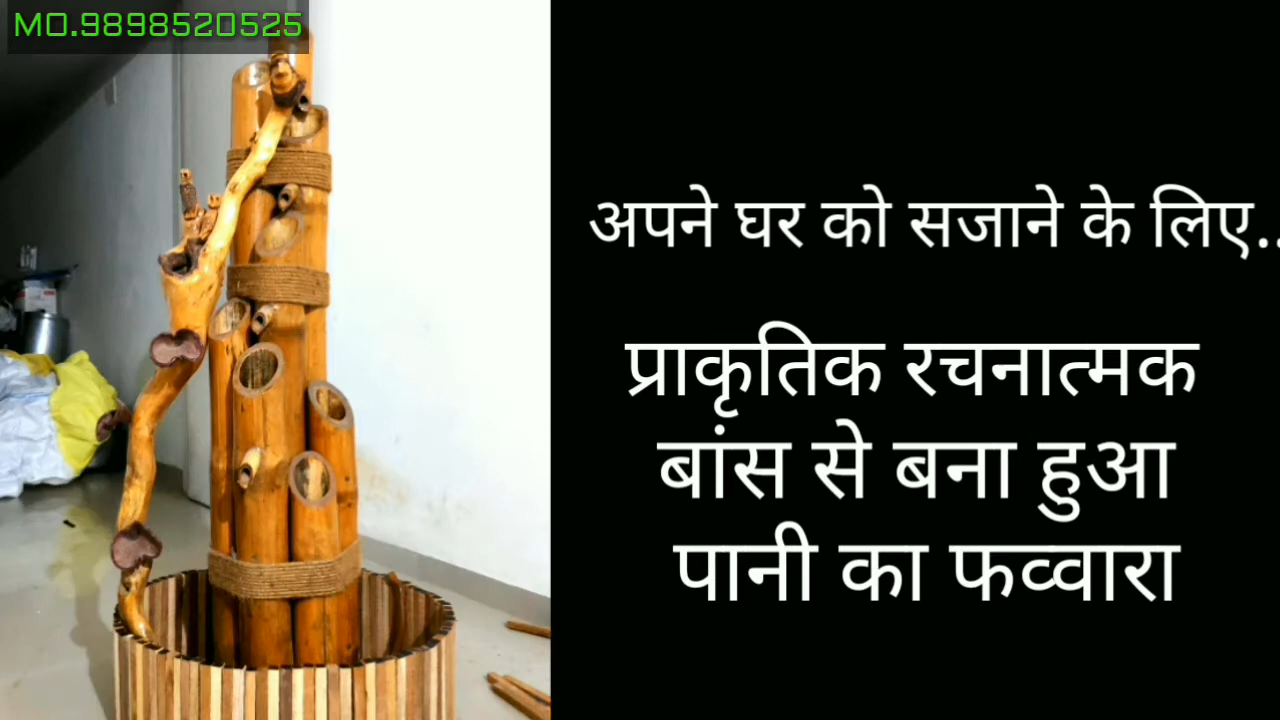 MO.9898520525
अपने घर को सजाने के लिए..
प्राकृतिक रचनात्मक
बांस से बना हुआ
पानी का फव्वारा